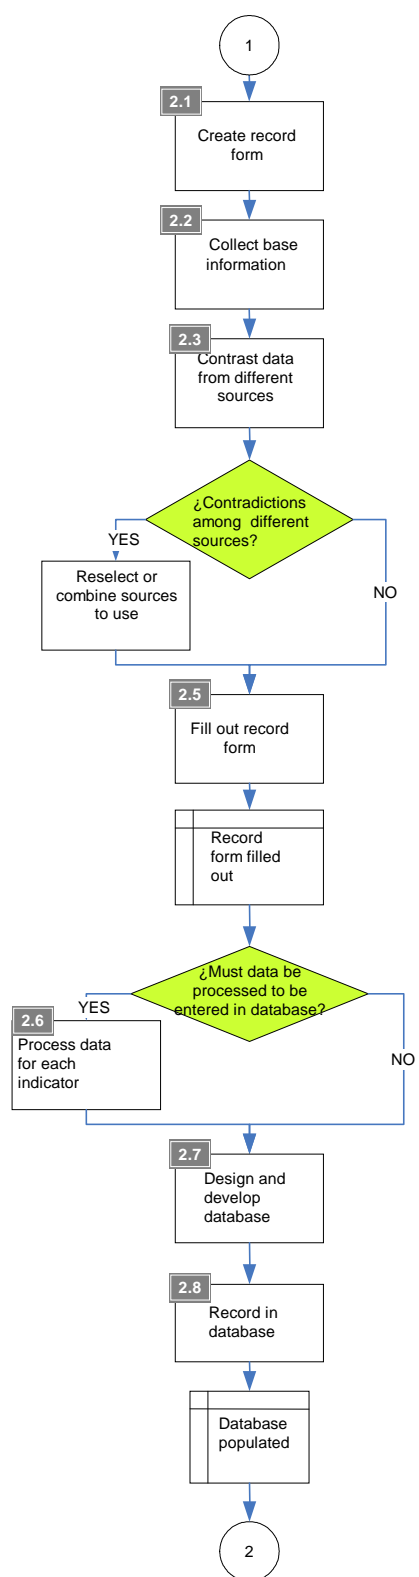 1
2.1
Create record
form
2.2
Collect base
information
2.3
Contrast data
from different
sources
¿Contradictions
among different
sources?
YES
NO
Reselect or
combine sources
to use
2.5
Fill out record
form
Record
form filled
out
¿Must data be
processed to be
entered in database?
YES
NO
2.6
Process data
for each
indicator
2.7
Design and
develop
database
2.8
Record in
database
Database
populated
2